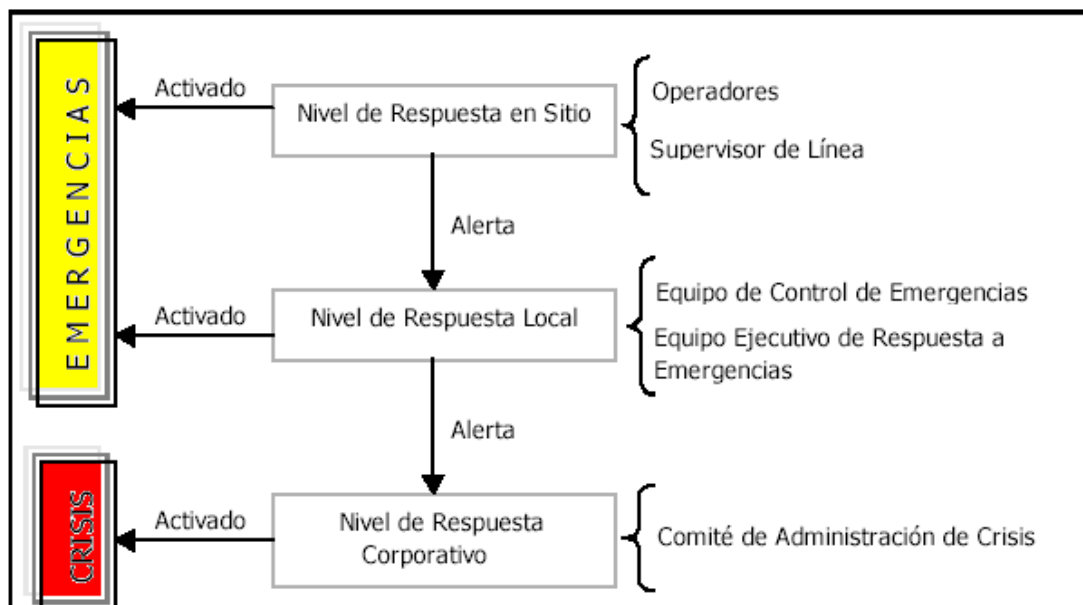 EMERGENCIAS
Activado
Nivel de Respuesta en Sitio
Operadores
Supervisor de Línea
Alerta
Activado
Nivel de Respuesta Local
Equipo de Control de Emergencias
Equipo Ejecutivo de Respuesta a
Emergencias
Alerta
CRISIS
Activado
Nivel de Respuesta
Corporativo
Comité de Administración de Crisis